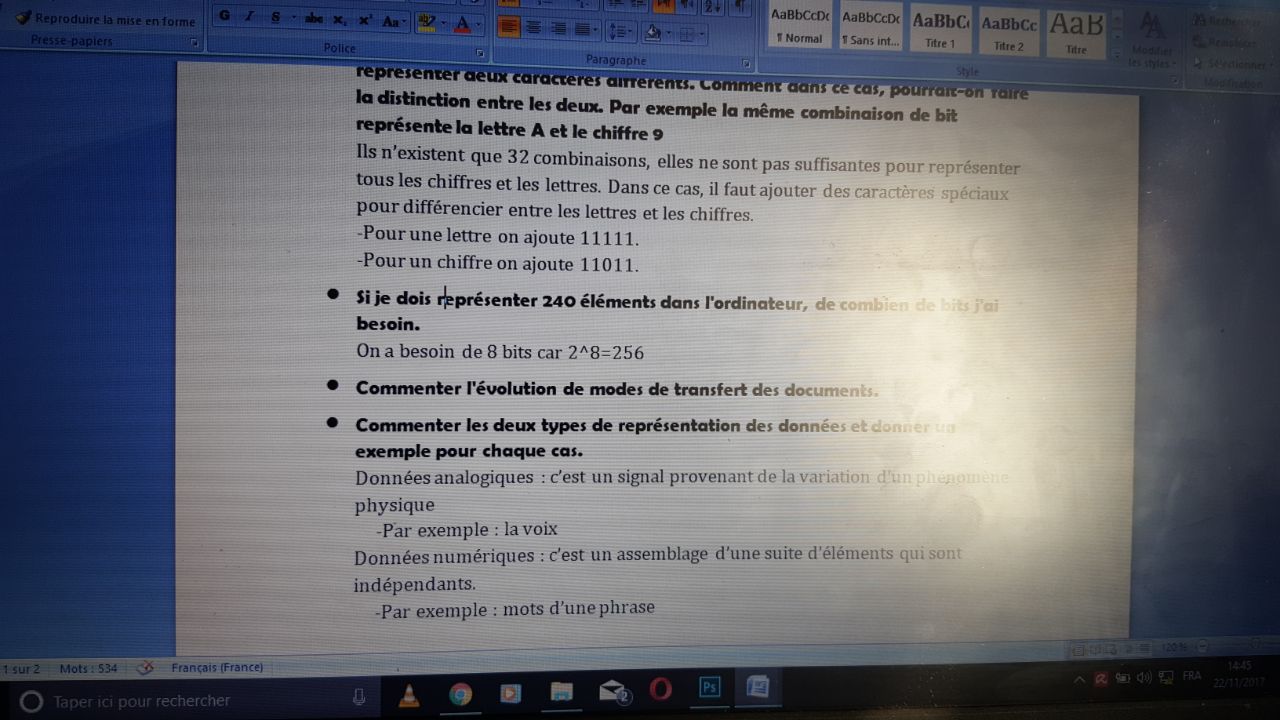 Reproduire la mise en forme
Presse-papiers
G I S abc x₂ x² Aa
Police
Paragraphe
AaBbCcDc AaBbCcDc AaBbC AaBbCc AaB
¶ Normal ¶ Sans int... Titre 1 Titre 2 Titre
Modifier
les styles
Style
Rechercher
Remplacer
Sélectionner
Modification
représenter deux caractères différents. Comment dans ce cas, pourrait-on faire
la distinction entre les deux. Par exemple la même combinaison de bit
représente la lettre A et le chiffre 9
Ils n'existent que 32 combinaisons, elles ne sont pas suffisantes pour représenter
tous les chiffres et les lettres. Dans ce cas, il faut ajouter des caractères spéciaux
pour différencier entre les lettres et les chiffres.
-Pour une lettre on ajoute 11111.
-Pour un chiffre on ajoute 11011.
• Si je dois représenter 240 éléments dans l'ordinateur, de combien de bits j'ai
besoin.
On a besoin de 8 bits car 2^8=256
• Commenter l'évolution de modes de transfert des documents.
• Commenter les deux types de représentation des données et donner un
exemple pour chaque cas.
Données analogiques : c'est un signal provenant de la variation d'un phénomène
physique
-Par exemple : la voix
Données numériques : c'est un assemblage d'une suite d'éléments qui sont
indépendants.
-Par exemple : mots d'une phrase
1 sur 2 Mots : 534 Français (France) 120 %
Taper ici pour rechercher
2
Ps
FRA
14:45
22/11/2017